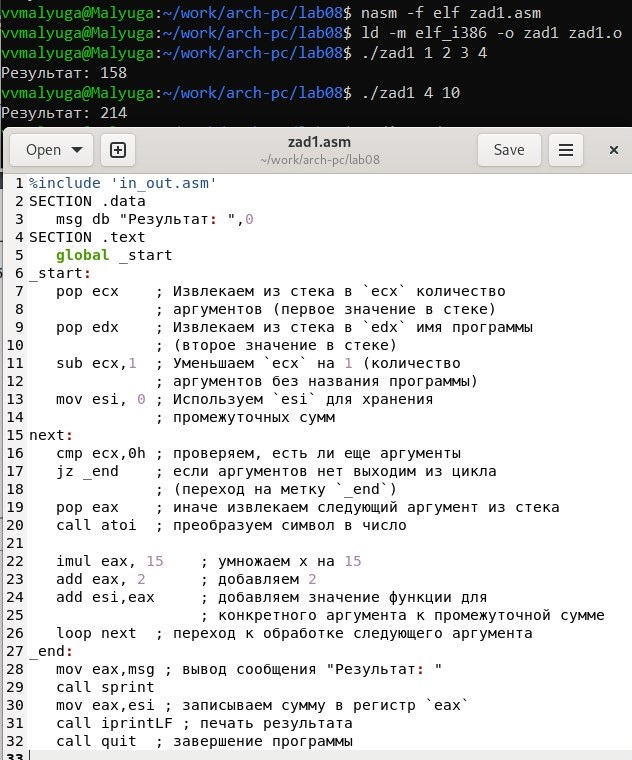 vvmalyuga@Malyuga:~/work/arch-pc/lab08$ nasm -f elf zad1.asm
vvmalyuga@Malyuga:~/work/arch-pc/lab08$ ld -m elf_i386 -o zad1 zad1.o
vvmalyuga@Malyuga:~/work/arch-pc/lab08$ ./zad1 1 2 3 4
Результат: 158
vvmalyuga@Malyuga:~/work/arch-pc/lab08$ ./zad1 4 10
Результат: 214
Open
zad1.asm
~/work/arch-pc/lab08
Save
1 %include 'in_out.asm'
2 SECTION .data
3    msg db "Результат: ",0
4 SECTION .text
5    global _start
6 _start:
7    pop ecx    ; Извлекаем из стека в `ecx` количество
8               ; аргументов (первое значение в стеке)
9    pop edx    ; Извлекаем из стека в `edx` имя программы
10               ; (второе значение в стеке)
11    sub ecx,1  ; Уменьшаем `ecx` на 1 (количество
12               ; аргументов без названия программы)
13    mov esi, 0 ; Используем `esi` для хранения
14               ; промежуточных сумм
15 next:
16    cmp ecx,0h ; проверяем, есть ли еще аргументы
17    jz _end    ; если аргументов нет выходим из цикла
18               ; (переход на метку `_end`)
19    pop eax    ; иначе извлекаем следующий аргумент из стека
20    call atoi  ; преобразуем символ в число
21
22    imul eax, 15    ; умножаем x на 15
23    add eax, 2      ; добавляем 2
24    add esi,eax     ; добавляем значение функции для
25                    ; конкретного аргумента к промежуточной сумме
26    loop next  ; переход к обработке следующего аргумента
27 _end:
28    mov eax,msg ; вывод сообщения "Результат: "
29    call sprint
30    mov eax,esi ; записываем сумму в регистр `eax`
31    call iprintLF ; печать результата
32    call quit  ; завершение программы
33